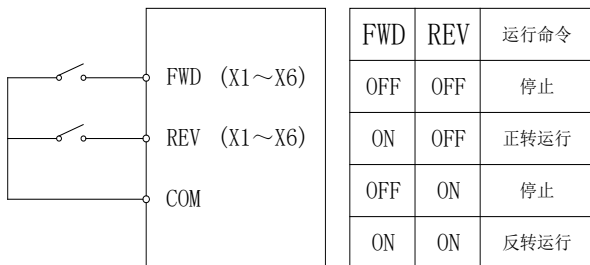 FWD (X1～X6)
REV (X1～X6)
COM
FWD REV 运行命令
OFF OFF 停止
ON OFF 正转运行
OFF ON 停止
ON ON 反转运行